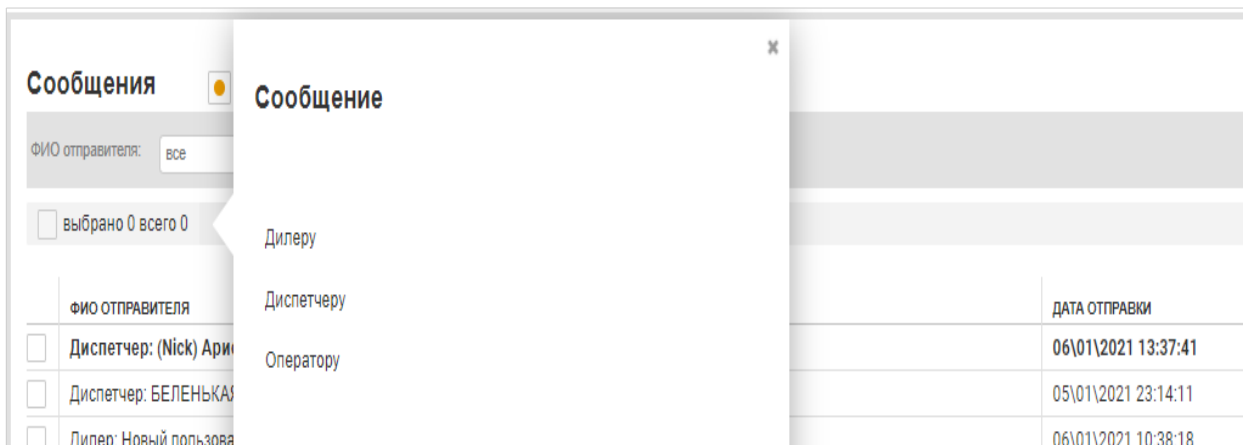 Сообщения
Сообщение
ФИО отправителя:
все
выбрано 0 всего 0
Дилеру
Диспетчеру
Оператору
ФИО ОТПРАВИТЕЛЯ
ДАТА ОТПРАВКИ
Диспетчер: (Nick)
06\01\2021 13:37:41
Диспетчер: БЕЛЕНЬКАЯ
05\01\2021 23:14:11
Дилер: Новый
06\01\2021 10:38:18